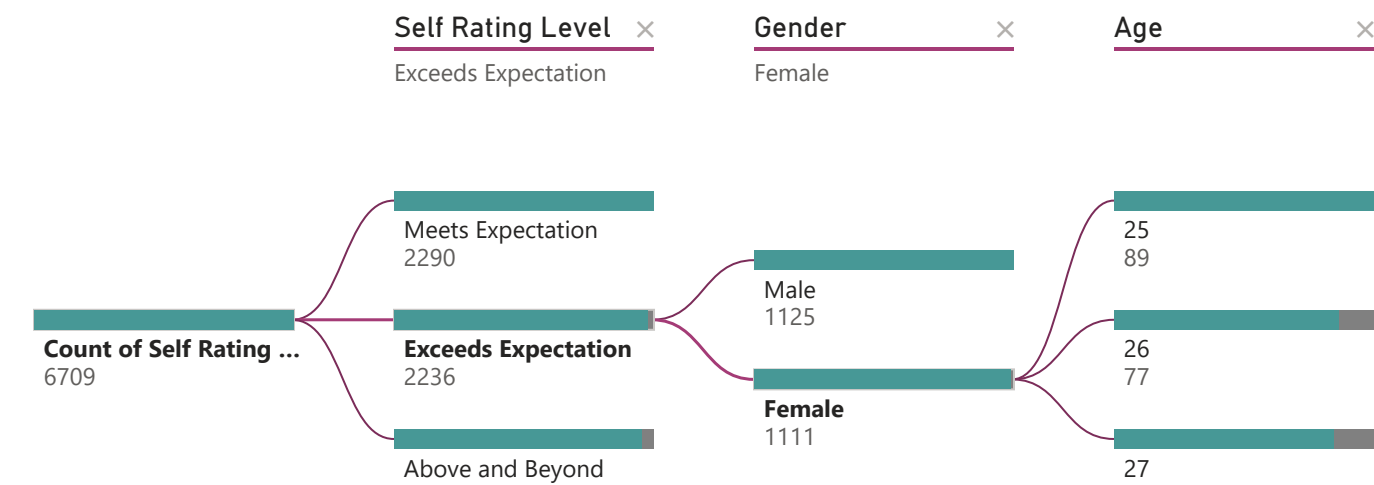 Self Rating Level
Gender
Age
Exceeds Expectation
Female
Meets Expectation
2290
25
89
Male
1125
Count of Self Rating ...
6709
Exceeds Expectation
2236
26
77
Female
1111
Above and Beyond
27